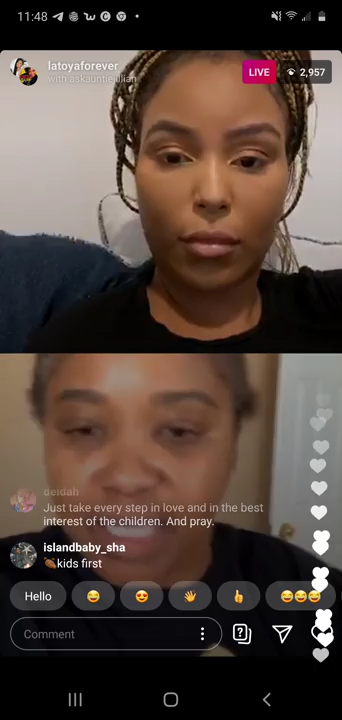 11:48
latoyaforever
with askauntiejillian
LIVE
2,957
deidah
Just take every step in love and in the best
interest of the children. And pray.
islandbaby_sha
kids first
Hello
Comment